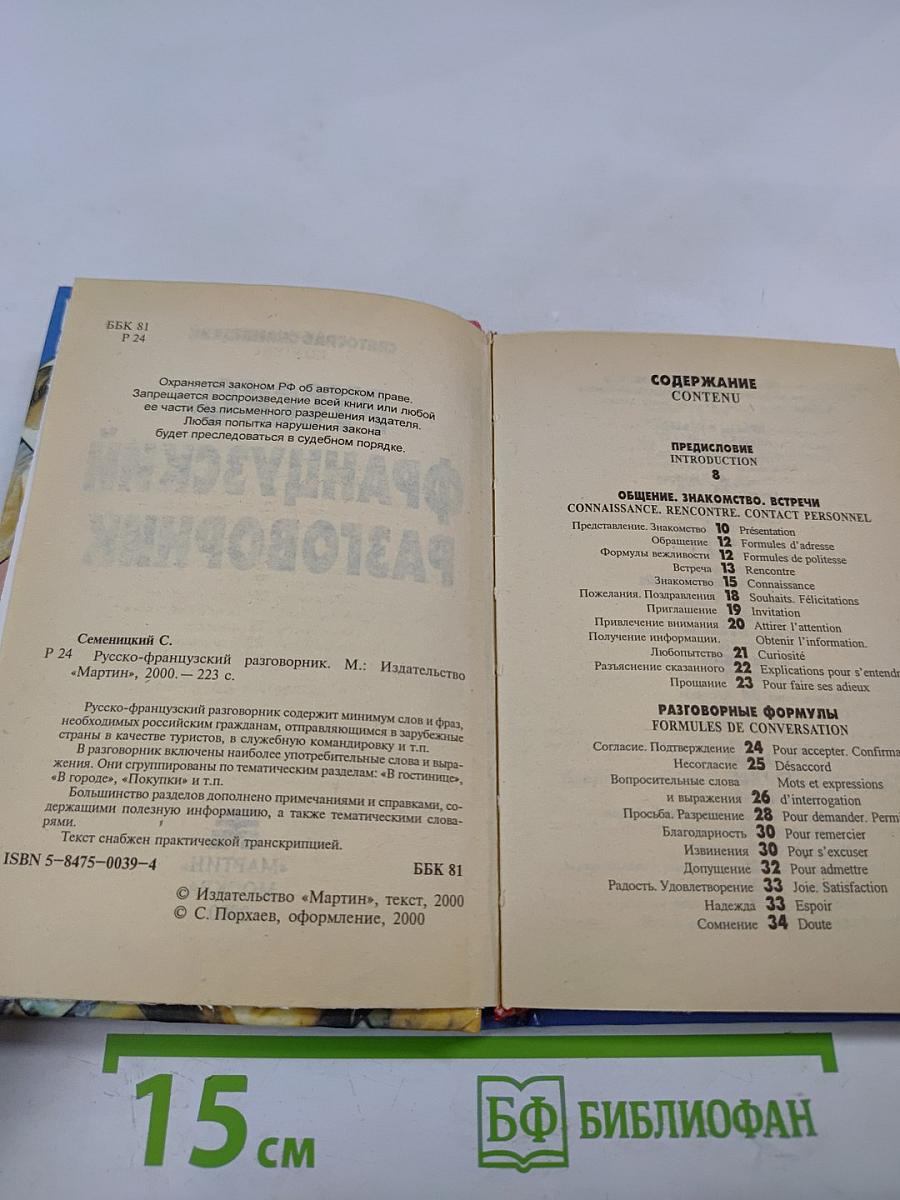 ББК 81
Р 24
Охраняется законом РФ об авторском праве.
Запрещается воспроизведение всей книги или любой
ее части без письменного разрешения издателя.
Любая попытка нарушения закона
будет преследоваться в судебном порядке.
Семеницкий С.
Р 24 Русско-французский разговорник. М.: Издательство
«Мартин», 2000.— 223 с.
Русско-французский разговорник содержит минимум слов и фраз,
необходимых российским гражданам, отправляющимся в зарубежные
страны в качестве туристов, в служебную командировку и т.п.
В разговорник включены наиболее употребительные слова и выра-
жения. Они сгруппированы по тематическим разделам: «В гостинице»,
«В городе», «Покупки» и т.п.
Большинство разделов дополнено примечаниями и справками, со-
держащими полезную информацию, а также тематическими слова-
рями.
Текст снабжен практической транскрипцией.
ISBN 5-8475-0039-4 ББК 81
© Издательство «Мартин», текст, 2000
© С. Порхаев, оформление, 2000
СОДЕРЖАНИЕ
CONTENU
ПРЕДИСЛОВИЕ
INTRODUCTION
8
ОБЩЕНИЕ. ЗНАКОМСТВО. ВСТРЕЧИ
CONNAISSANCE. RENCONTRE. CONTACT PERSONNEL
Представление. Знакомство 10 Présentation
Обращение 12 Formules d'adresse
Формулы вежливости 12 Formules de politesse
Встреча 13 Rencontre
Знакомство 15 Connaissance
Пожелания. Поздравления 18 Souhaits. Félicitations
Приглашение 19 Invitation
Привлечение внимания 20 Attirer l'attention
Получение информации. Obtenir l'information.
Любопытство 21 Curiosité
Разъяснение сказанного 22 Explications pour s'entendr
Прощание 23 Pour faire ses adieux
РАЗГОВОРНЫЕ ФОРМУЛЫ
FORMULES DE CONVERSATION
Согласие. Подтверждение 24 Pour accepter. Confirma
Несогласие 25 Désaccord
Вопросительные слова Mots et expressions
и выражения 26 d'interrogation
Просьба. Разрешение 28 Pour demander. Perm
Благодарность 30 Pour remercier
Извинения 30 Pour s'excuser
Допущение 32 Pour admettre
Радость. Удовлетворение 33 Joie. Satisfaction
Надежда 33 Espoir
Сомнение 34 Doute
15 см
БФ БИБЛИОФАН